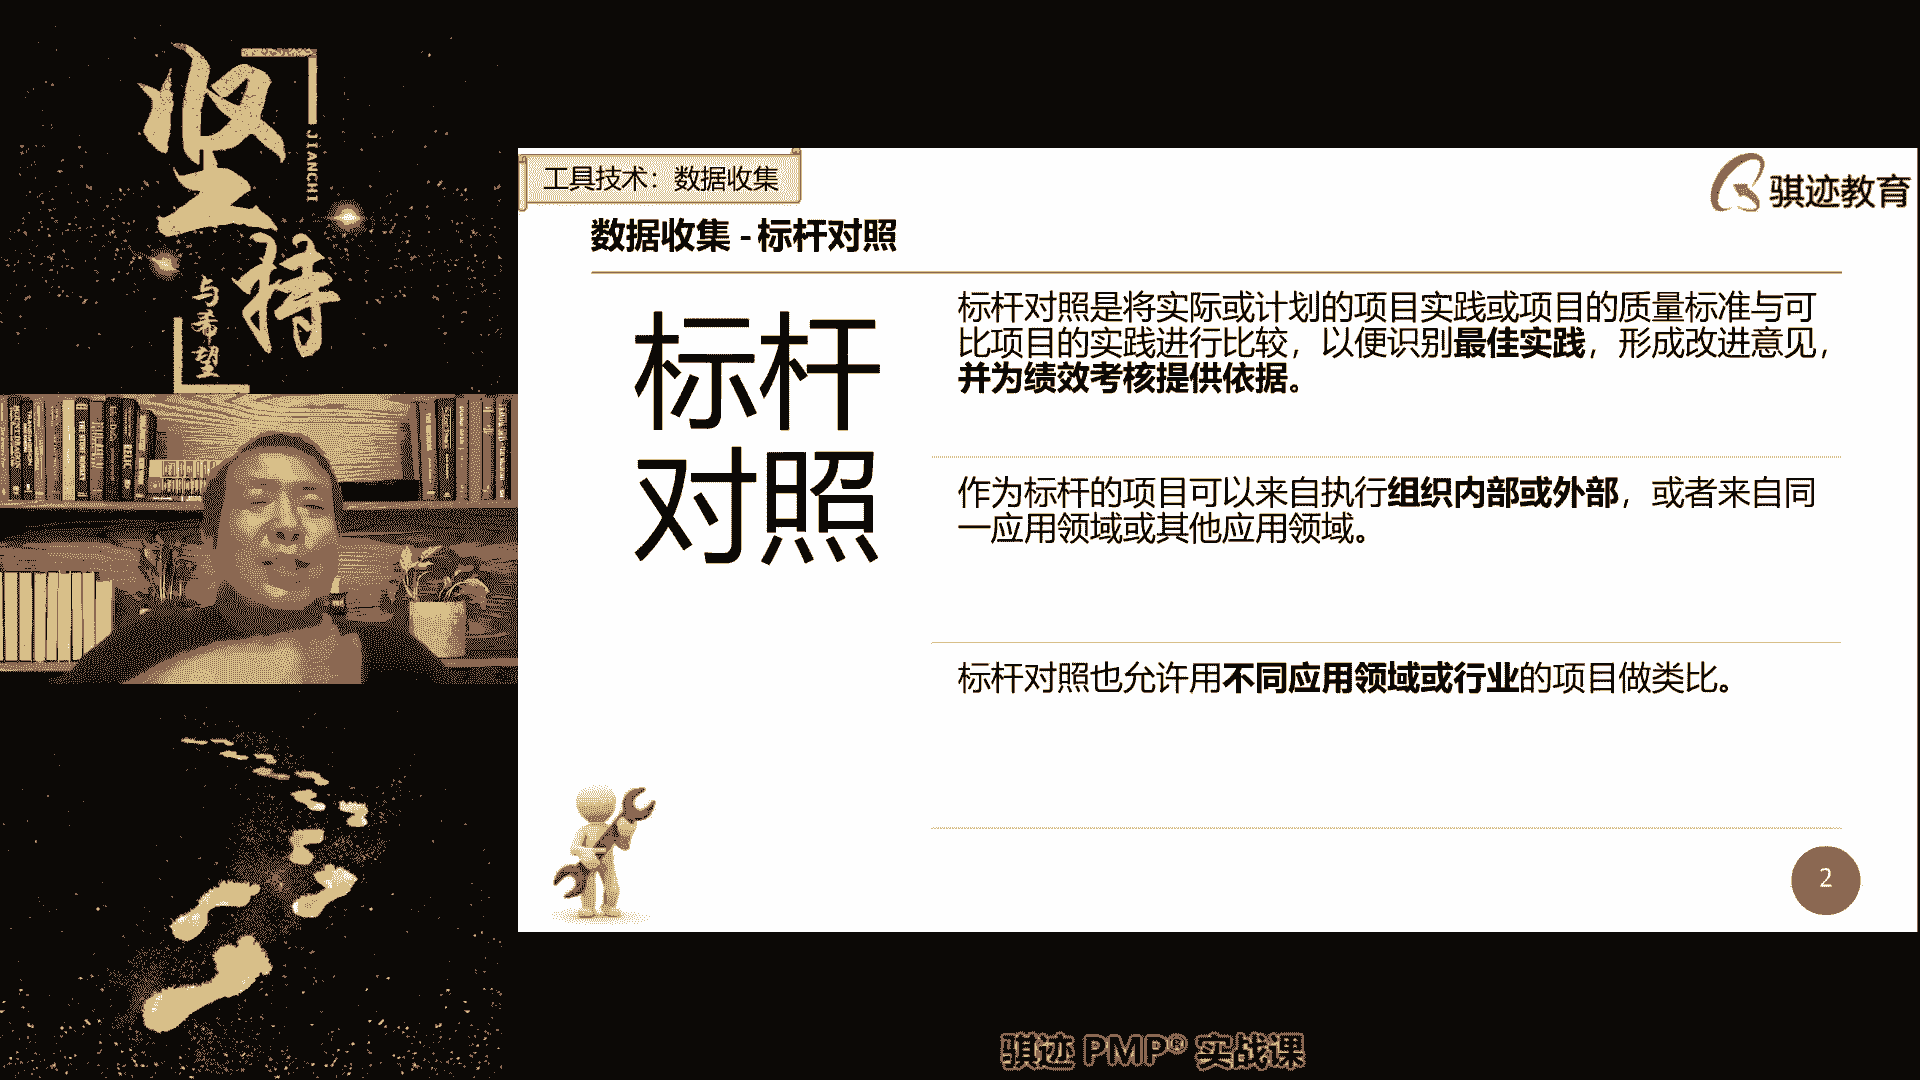 坚持
JIANCHI
与希望
工具技术：数据收集
骐迹教育
数据收集 - 标杆对照
标杆
对照
标杆对照是将实际或计划的项目实践或项目的质量标准与可
比项目的实践进行比较，以便识别最佳实践，形成改进意见，
并为绩效考核提供依据。
作为标杆的项目可以来自执行组织内部或外部，或者来自同
一应用领域或其他应用领域。
标杆对照也允许用不同应用领域或行业的项目做类比。
2
骐迹 PMP® 实战课